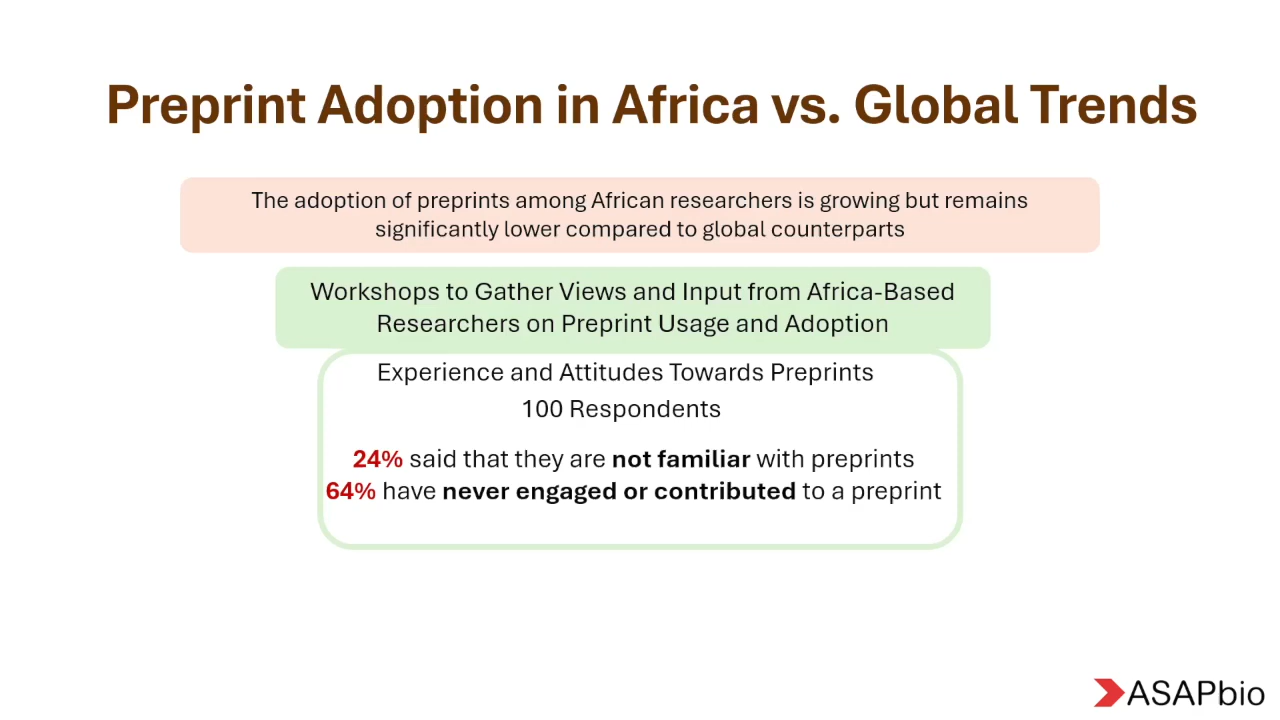 Preprint Adoption in Africa vs. Global Trends
The adoption of preprints among African researchers is growing but remains
significantly lower compared to global counterparts
Workshops to Gather Views and Input from Africa-Based
Researchers on Preprint Usage and Adoption
Experience and Attitudes Towards Preprints
100 Respondents
24% said that they are not familiar with preprints
64% have never engaged or contributed to a preprint
ASAPbio